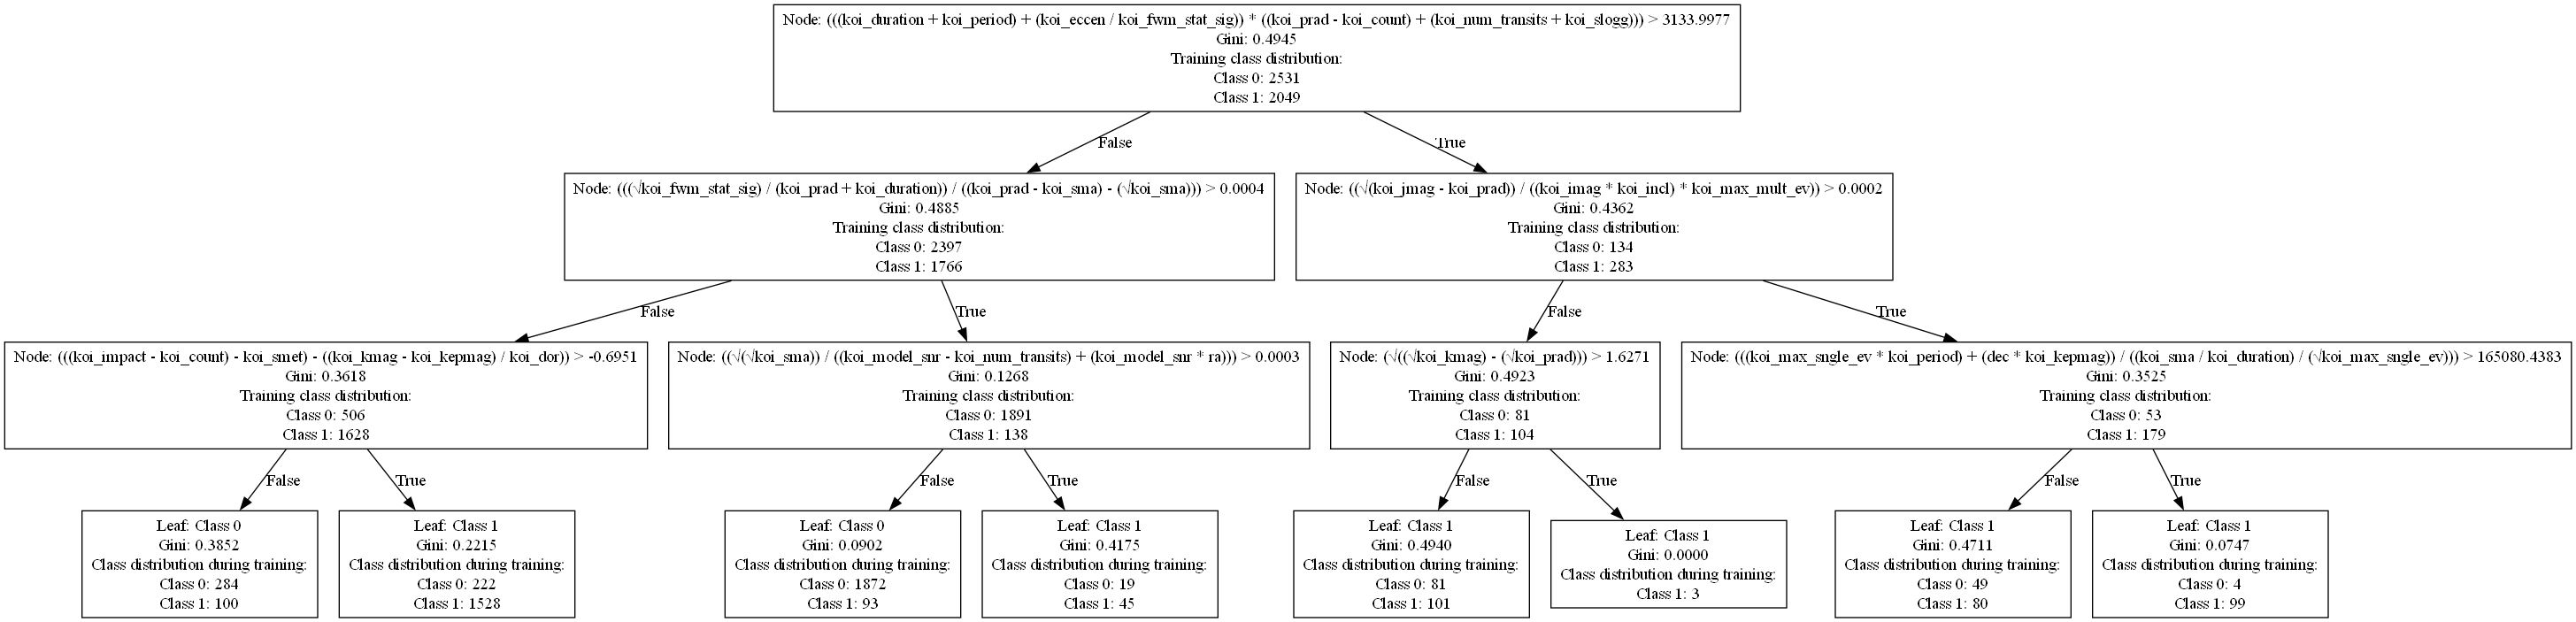 Node: (((koi_duration + koi_period) + (koi_eccen / koi_fwm_stat_sig)) * ((koi_prad - koi_count) + (koi_num_transits + koi_slogg))) > 3133.9977
Gini: 0.4945
Training class distribution:
Class 0: 2531
Class 1: 2049
False
True
Node: (((√koi_fwm_stat_sig) / (koi_prad + koi_duration)) / ((koi_prad - koi_sma) - (√koi_sma))) > 0.0004
Gini: 0.4885
Training class distribution:
Class 0: 2397
Class 1: 1766
Node: ((√(koi_jmag - koi_prad)) / ((koi_imag * koi_incl) * koi_max_mult_ev)) > 0.0002
Gini: 0.4362
Training class distribution:
Class 0: 134
Class 1: 283
False
True
False
True
Node: (((koi_impact - koi_count) - koi_smet) - ((koi_kmag - koi_kepmag) / koi_dor)) > -0.6951
Gini: 0.3618
Training class distribution:
Class 0: 506
Class 1: 1628
Node: ((√(√koi_sma)) / ((koi_model_snr - koi_num_transits) + (koi_model_snr * ra))) > 0.0003
Gini: 0.1268
Training class distribution:
Class 0: 1891
Class 1: 138
Node: (√((√koi_kmag) - (√koi_prad))) > 1.6271
Gini: 0.4923
Training class distribution:
Class 0: 81
Class 1: 104
Node: (((koi_max_sngle_ev * koi_period) + (dec * koi_kepmag)) / ((koi_sma / koi_duration) / (√koi_max_sngle_ev))) > 165080.4383
Gini: 0.3525
Training class distribution:
Class 0: 53
Class 1: 179
False
True
False
True
False
True
False
True
Leaf: Class 0
Gini: 0.3852
Class distribution during training:
Class 0: 284
Class 1: 100
Leaf: Class 1
Gini: 0.2215
Class distribution during training:
Class 0: 222
Class 1: 1528
Leaf: Class 0
Gini: 0.0902
Class distribution during training:
Class 0: 1872
Class 1: 93
Leaf: Class 1
Gini: 0.4175
Class distribution during training:
Class 0: 19
Class 1: 45
Leaf: Class 1
Gini: 0.4940
Class distribution during training:
Class 0: 81
Class 1: 101
Leaf: Class 1
Gini: 0.0000
Class distribution during training:
Class 1: 3
Leaf: Class 1
Gini: 0.4711
Class distribution during training:
Class 0: 49
Class 1: 80
Leaf: Class 1
Gini: 0.0747
Class distribution during training:
Class 0: 4
Class 1: 99